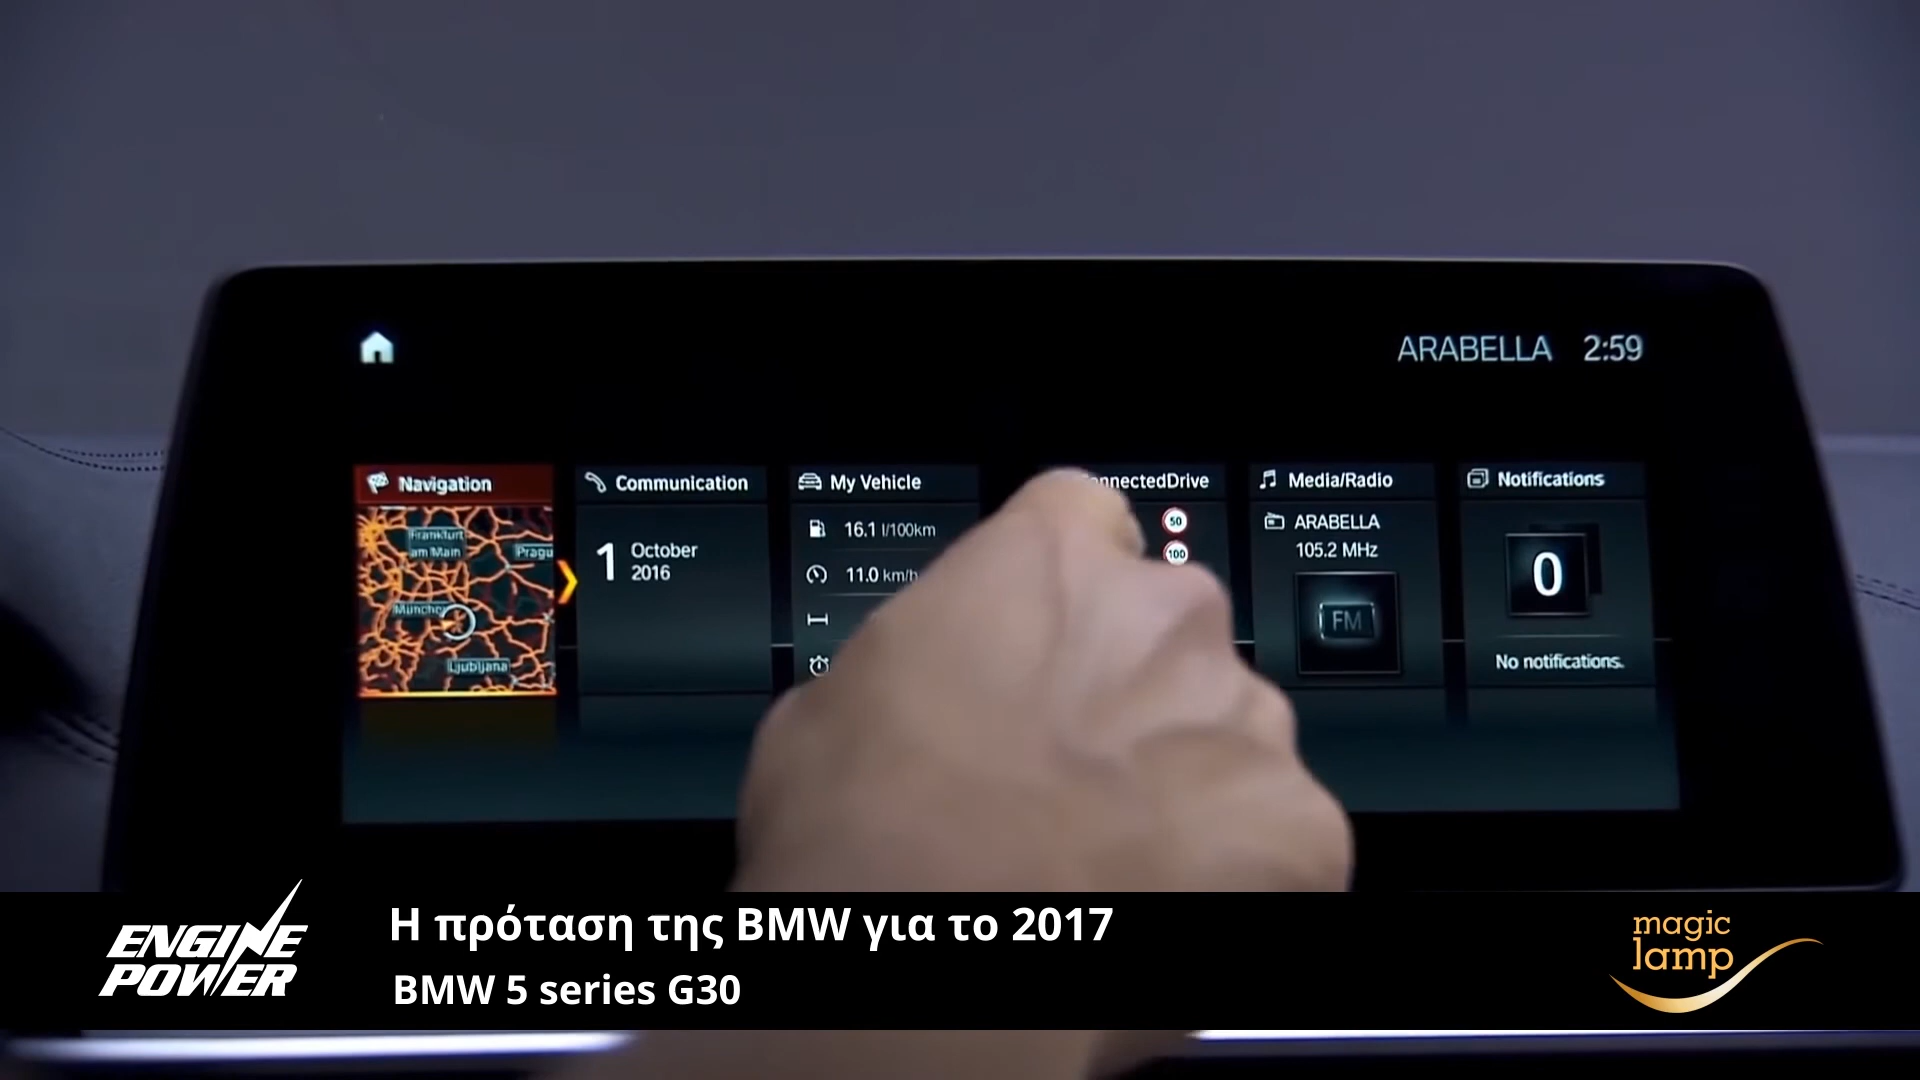 ARABELLA 2:59
Navigation
Frankfurt
am Main
Münche
Ljubljana
Communication
1 October
2016
My Vehicle
16.1 l/100km
11.0 km/h
onnectedDrive
50
100
Media/Radio
ARABELLA
105.2 MHz
FM
Notifications
0
No notifications.
ENGINE
POWER
Η πρόταση της BMW για το 2017
BMW 5 series G30
magic
lamp